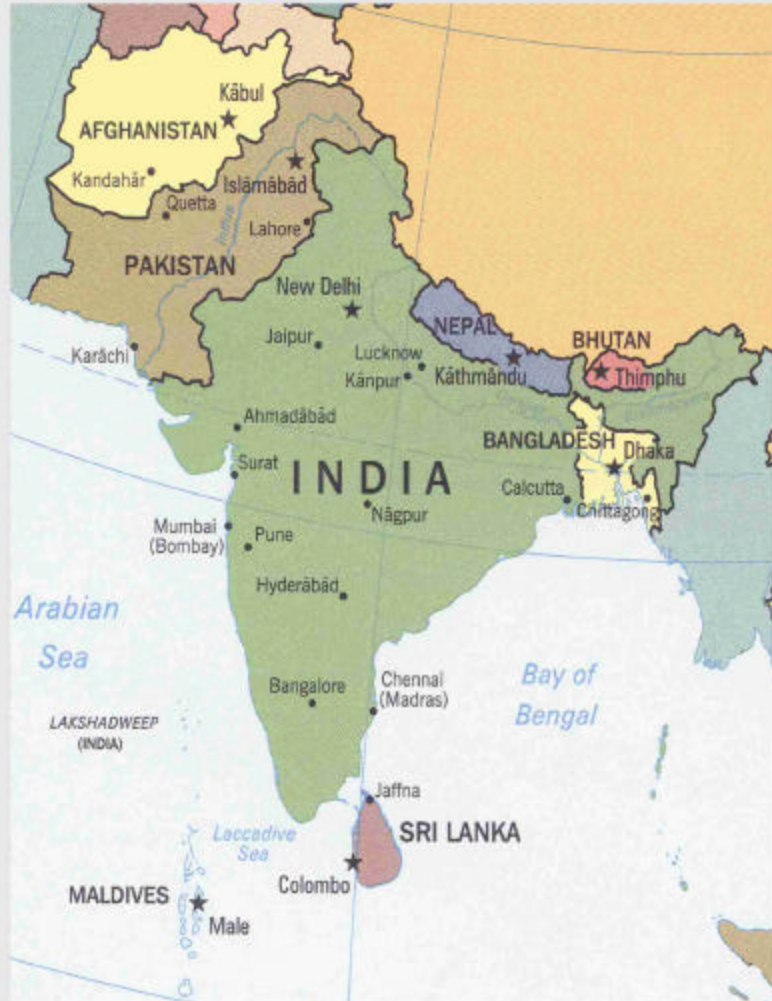 Kābul
AFGHANISTAN
Kandahār
Islāmābād
Quetta
Indus
Lahore
PAKISTAN
New Delhi
NEPAL
BHUTAN
Jaipur
Lucknow
Karāchi
Kānpur
Kāthmāndu
Thimphu
Ahmadābād
BANGLADESH
Dhaka
Surat
INDIA
Calcutta
Nāgpur
Chittagong
Mumbai
(Bombay)
Pune
Hyderābād
Arabian
Sea
Bangalore
Chennai
(Madras)
Bay of
Bengal
LAKSHADWEEP
(INDIA)
Jaffna
Laccadive
Sea
SRI LANKA
Colombo
MALDIVES
Male